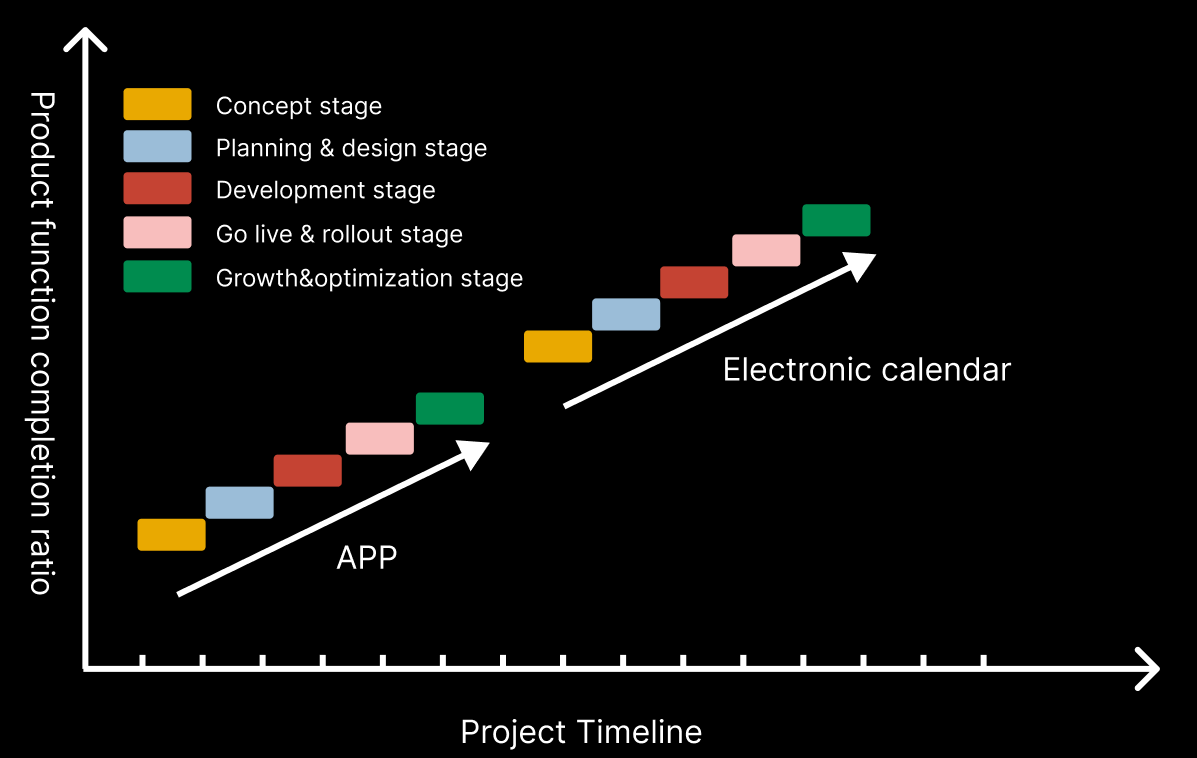 Product function completion ratio
Concept stage
Planning & design stage
Development stage
Go live & rollout stage
Growth&optimization stage
Electronic calendar
APP
Project Timeline